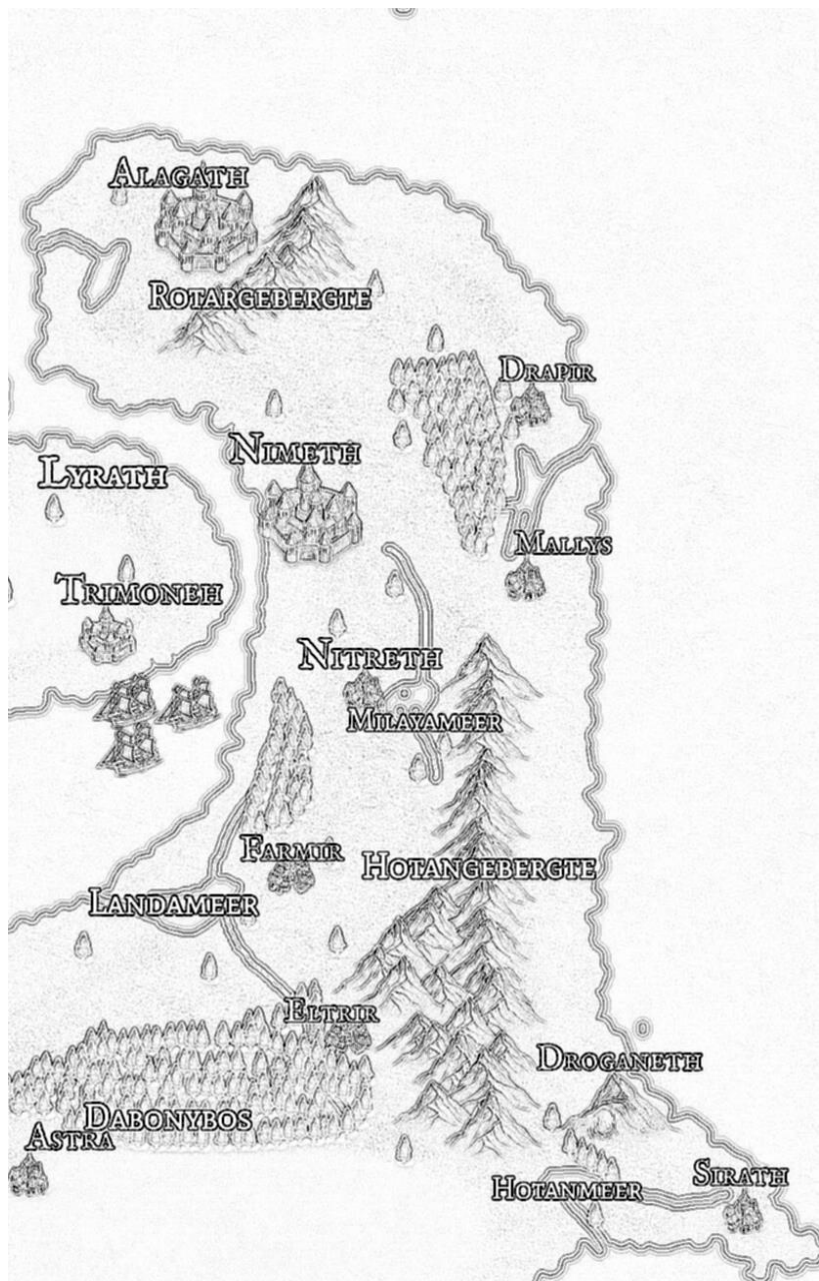 ALAGATH
ROTARGEBERGTE
DRAPIR
NIMETH
LYRATH
MALLYS
TRIMONEH
NITRETH
MILAYAMEER
FARMIR
HOTANGEBERGTE
LANDAMEER
ELTRIR
DROGANETH
DABONYBOS
ASTRA
SIRATH
HOTANMEER